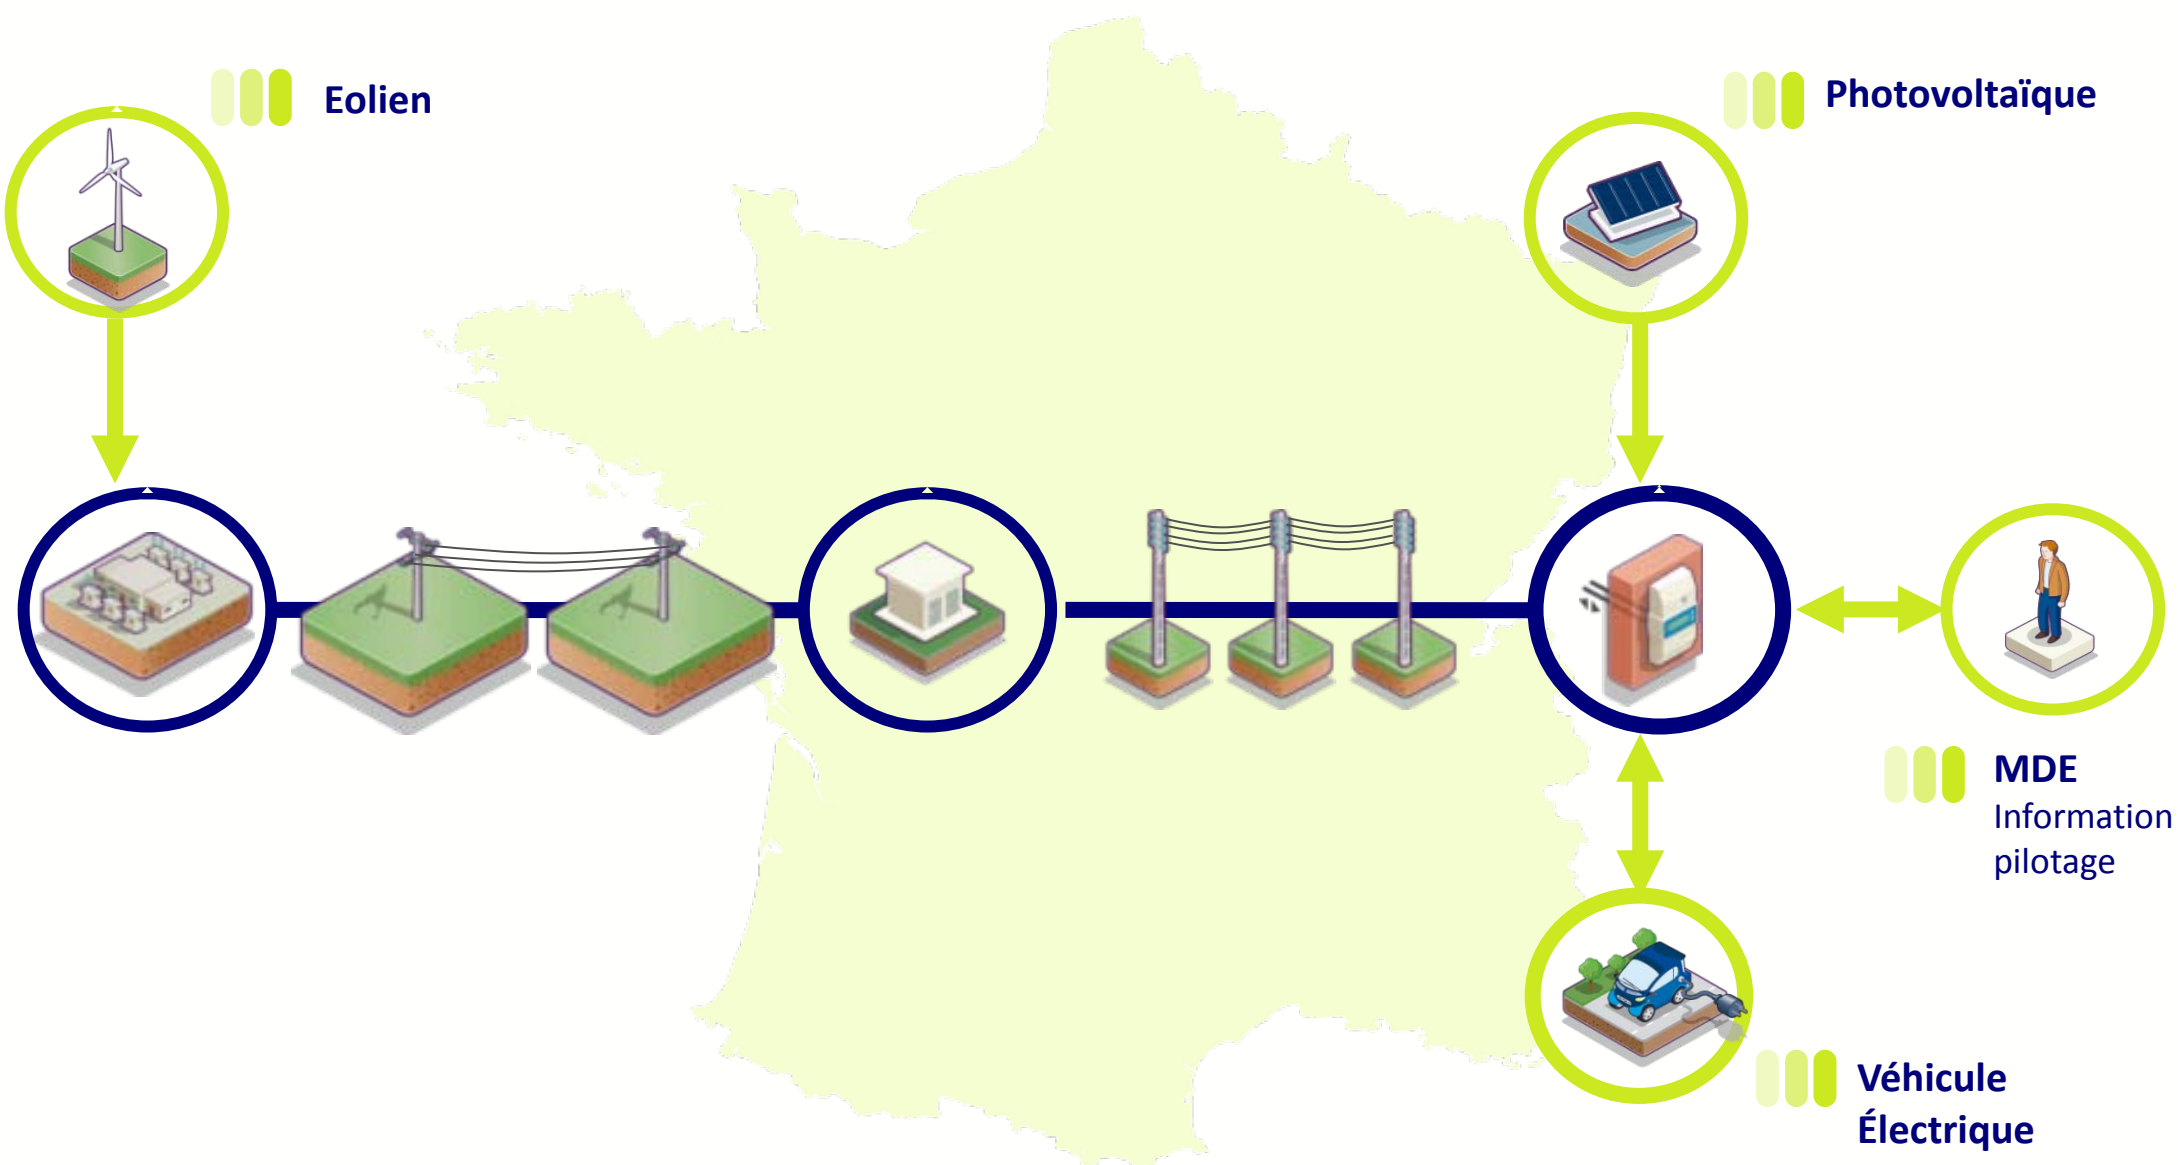 Eolien
Photovoltaïque
MDE
Information
pilotage
Véhicule
Électrique